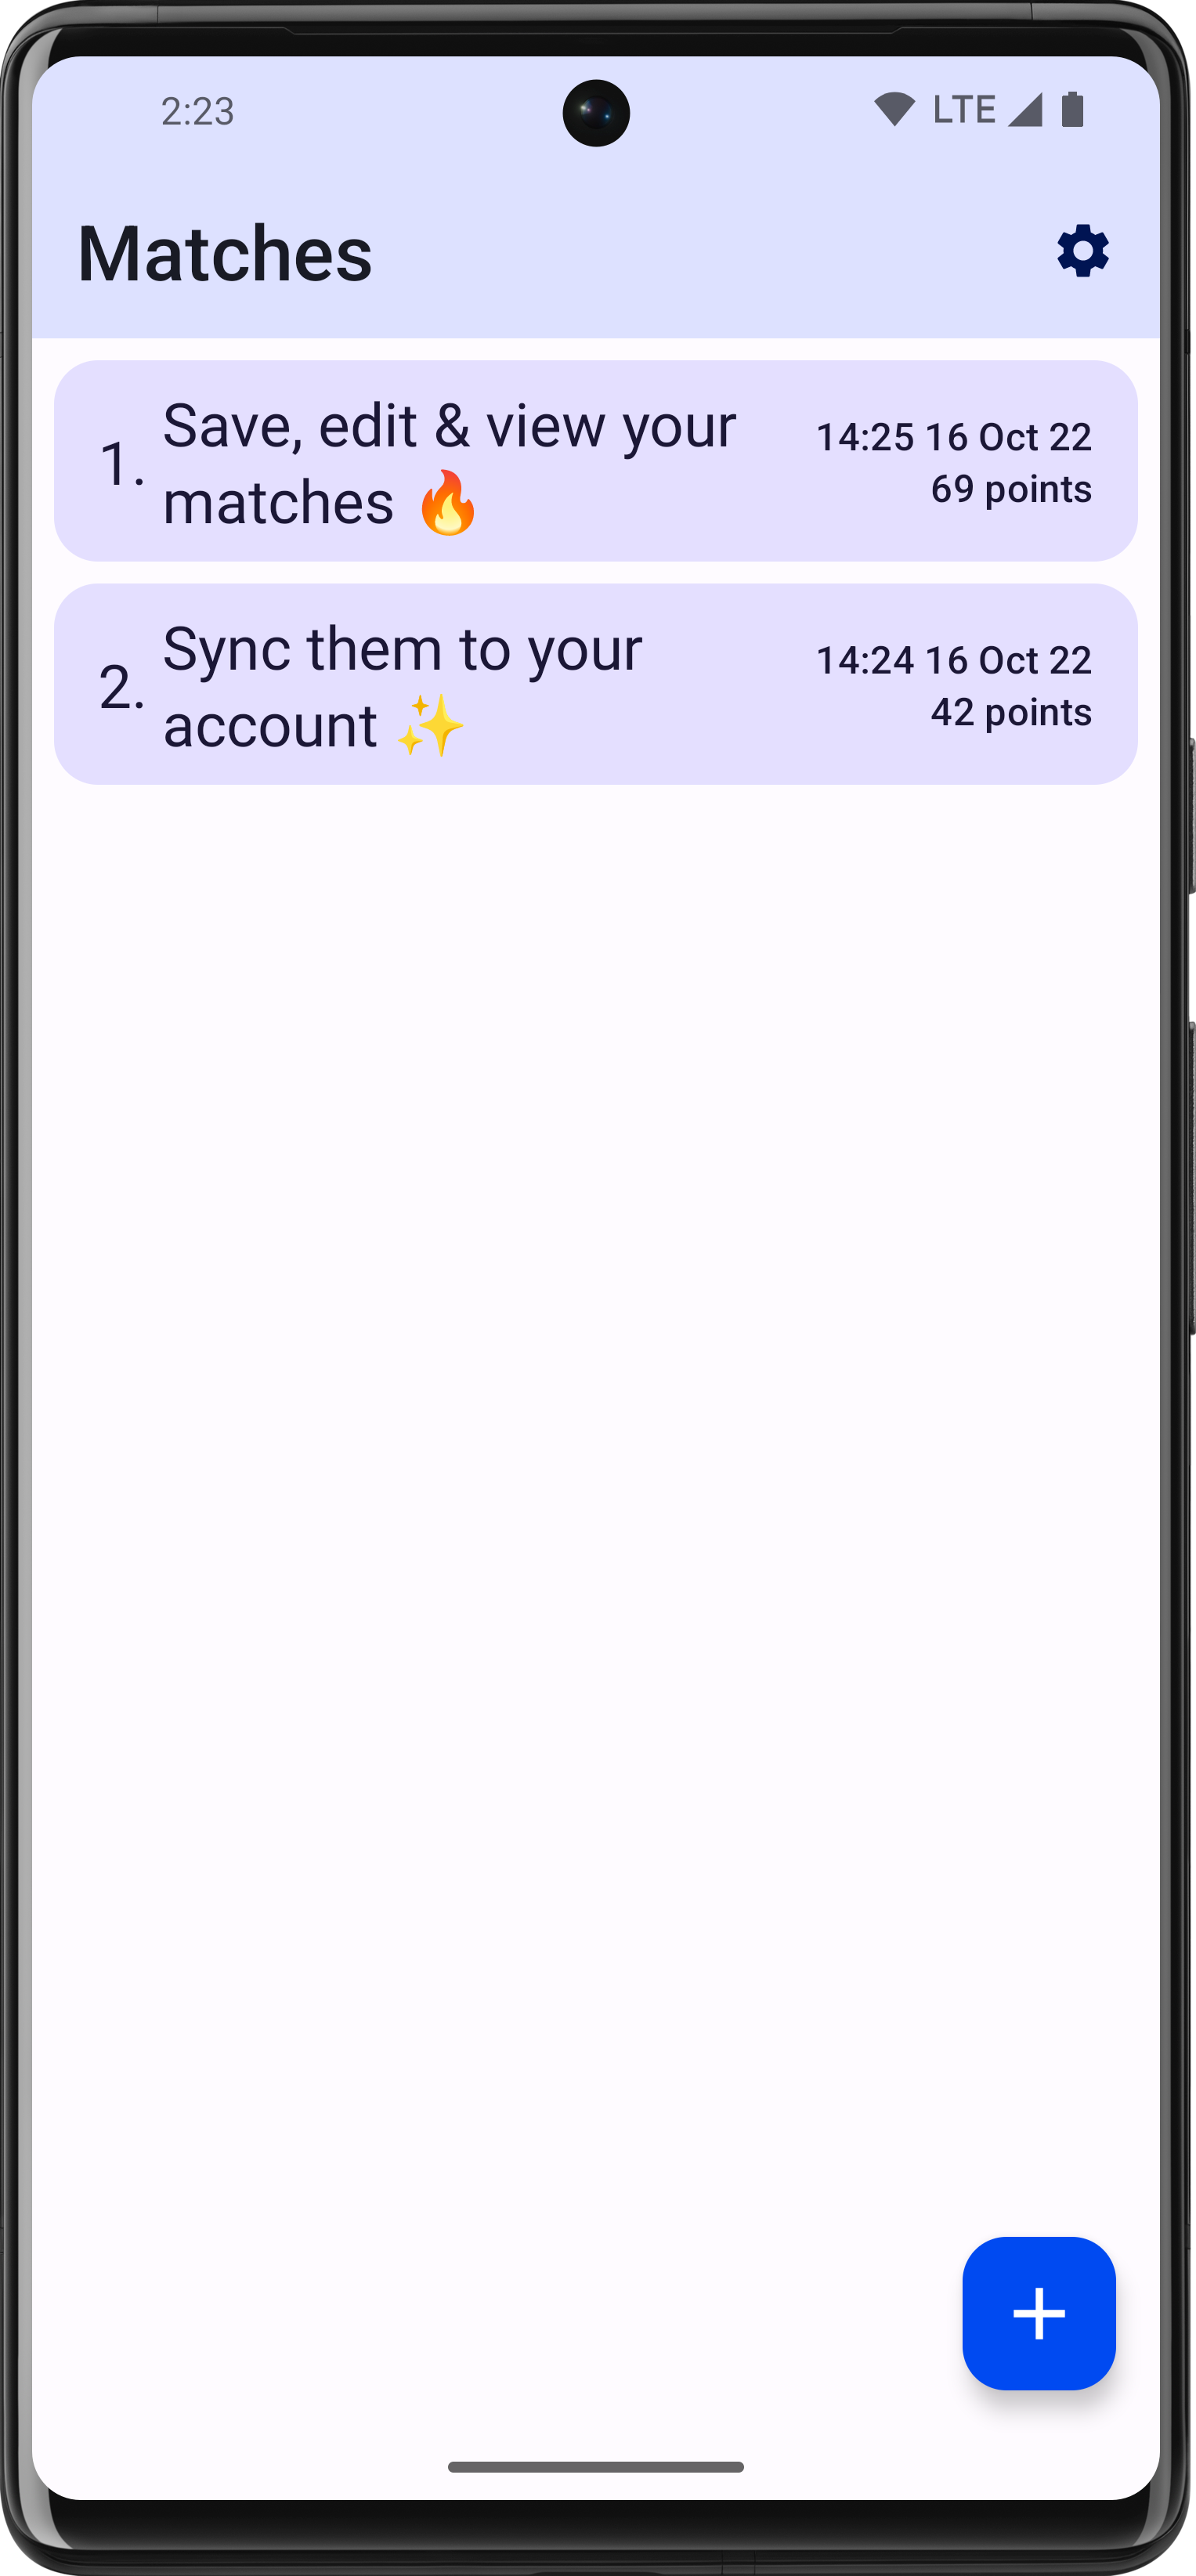 2:23
LTE
Matches
1.
Save, edit & view your
matches 🔥
14:25 16 Oct 22
69 points
2.
Sync them to your
account ✨
14:24 16 Oct 22
42 points